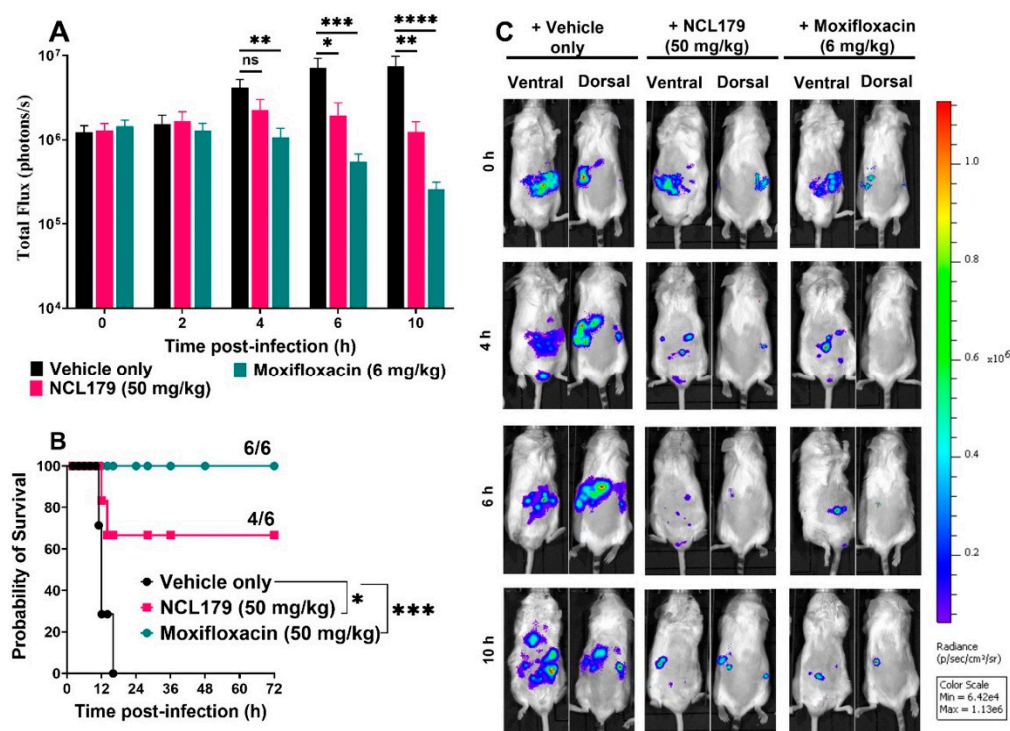 A
Total Flux (photons/s)
10⁷
10⁶
10⁵
10⁴
ns
**
*
***
**
****
0 2 4 6 10
Time post-infection (h)
Vehicle only
NCL179 (50 mg/kg)
Moxifloxacin (6 mg/kg)
B
Probability of Survival
100
80
60
40
20
0
6/6
4/6
Vehicle only
NCL179 (50 mg/kg)
Moxifloxacin (50 mg/kg)
*
***
0 12 24 36 48 60 72
Time post-infection (h)
C
+ Vehicle
only
+ NCL179
(50 mg/kg)
+ Moxifloxacin
(6 mg/kg)
Ventral Dorsal Ventral Dorsal Ventral Dorsal
0 h
4 h
6 h
10 h
1.0
0.8
0.6
x10⁶
0.4
0.2
Radiance
(p/sec/cm²/sr)
Color Scale
Min = 6.42e4
Max = 1.13e6